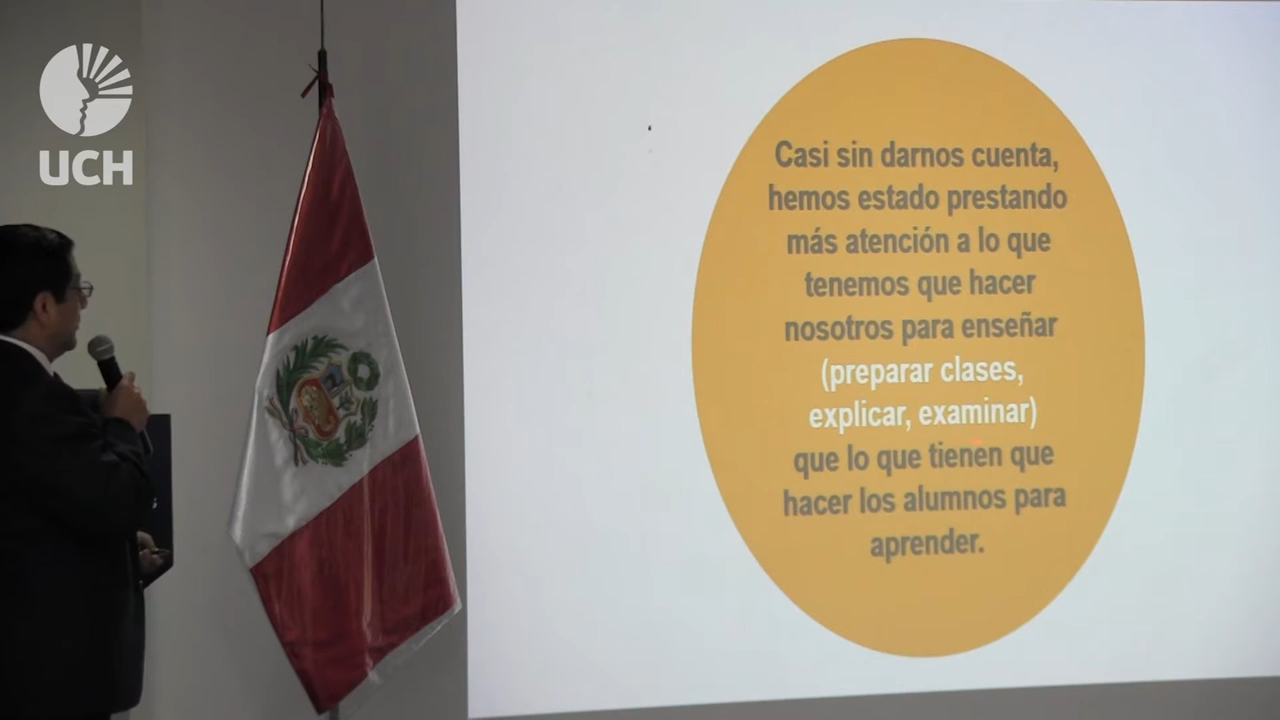 UCH
Casi sin darnos cuenta,
hemos estado prestando
más atención a lo que
tenemos que hacer
nosotros para enseñar
(preparar clases,
explicar, examinar)
que lo que tienen que
hacer los alumnos para
aprender.